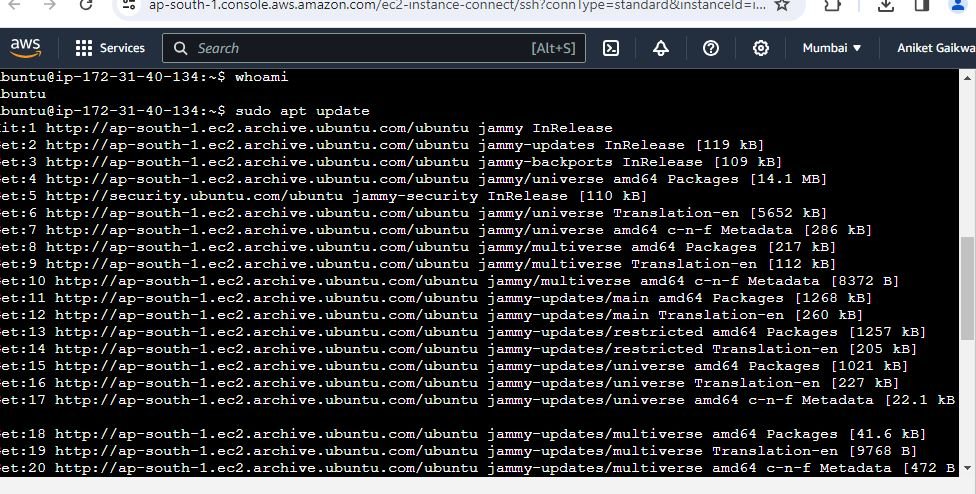 ap-south-1.console.aws.amazon.com/ec2-instance-connect/ssh?connType=standard&instanceId=i...
aws Services Search [Alt+S] Mumbai ▼ Aniket Gaikwa
buntu@ip-172-31-40-134:~$ whoami
buntu
buntu@ip-172-31-40-134:~$ sudo apt update
it:1 http://ap-south-1.ec2.archive.ubuntu.com/ubuntu jammy InRelease
et:2 http://ap-south-1.ec2.archive.ubuntu.com/ubuntu jammy-updates InRelease [119 kB]
et:3 http://ap-south-1.ec2.archive.ubuntu.com/ubuntu jammy-backports InRelease [109 kB]
et:4 http://ap-south-1.ec2.archive.ubuntu.com/ubuntu jammy/universe amd64 Packages [14.1 MB]
et:5 http://security.ubuntu.com/ubuntu jammy-security InRelease [110 kB]
et:6 http://ap-south-1.ec2.archive.ubuntu.com/ubuntu jammy/universe Translation-en [5652 kB]
et:7 http://ap-south-1.ec2.archive.ubuntu.com/ubuntu jammy/universe amd64 c-n-f Metadata [286 kB]
et:8 http://ap-south-1.ec2.archive.ubuntu.com/ubuntu jammy/multiverse amd64 Packages [217 kB]
et:9 http://ap-south-1.ec2.archive.ubuntu.com/ubuntu jammy/multiverse Translation-en [112 kB]
et:10 http://ap-south-1.ec2.archive.ubuntu.com/ubuntu jammy/multiverse amd64 c-n-f Metadata [8372 B]
et:11 http://ap-south-1.ec2.archive.ubuntu.com/ubuntu jammy-updates/main amd64 Packages [1268 kB]
et:12 http://ap-south-1.ec2.archive.ubuntu.com/ubuntu jammy-updates/main Translation-en [260 kB]
et:13 http://ap-south-1.ec2.archive.ubuntu.com/ubuntu jammy-updates/restricted amd64 Packages [1257 kB]
et:14 http://ap-south-1.ec2.archive.ubuntu.com/ubuntu jammy-updates/restricted Translation-en [205 kB]
et:15 http://ap-south-1.ec2.archive.ubuntu.com/ubuntu jammy-updates/universe amd64 Packages [1021 kB]
et:16 http://ap-south-1.ec2.archive.ubuntu.com/ubuntu jammy-updates/universe Translation-en [227 kB]
et:17 http://ap-south-1.ec2.archive.ubuntu.com/ubuntu jammy-updates/universe amd64 c-n-f Metadata [22.1 kB
et:18 http://ap-south-1.ec2.archive.ubuntu.com/ubuntu jammy-updates/multiverse amd64 Packages [41.6 kB]
et:19 http://ap-south-1.ec2.archive.ubuntu.com/ubuntu jammy-updates/multiverse Translation-en [9768 B]
et:20 http://ap-south-1.ec2.archive.ubuntu.com/ubuntu jammy-updates/multiverse amd64 c-n-f Metadata [472 B